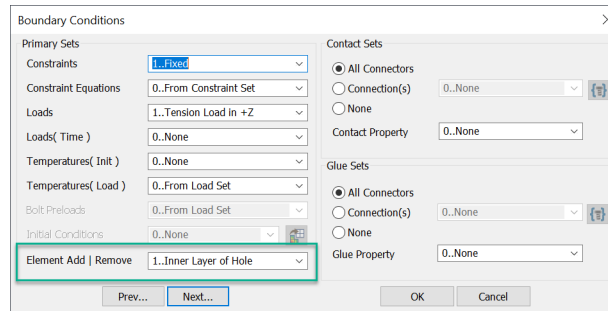 Boundary Conditions
Primary Sets
Constraints 1..Fixed
Constraint Equations 0..From Constraint Set
Loads 1..Tension Load in +Z
Loads( Time ) 0..None
Temperatures( Init ) 0..None
Temperatures( Load ) 0..From Load Set
Bolt Preloads 0..From Load Set
Initial Conditions 0..None
Element Add | Remove 1..Inner Layer of Hole
Prev... Next...
Contact Sets
All Connectors
Connection(s) 0..None
None
Contact Property 0..None
Glue Sets
All Connectors
Connection(s) 0..None
None
Glue Property 0..None
OK Cancel